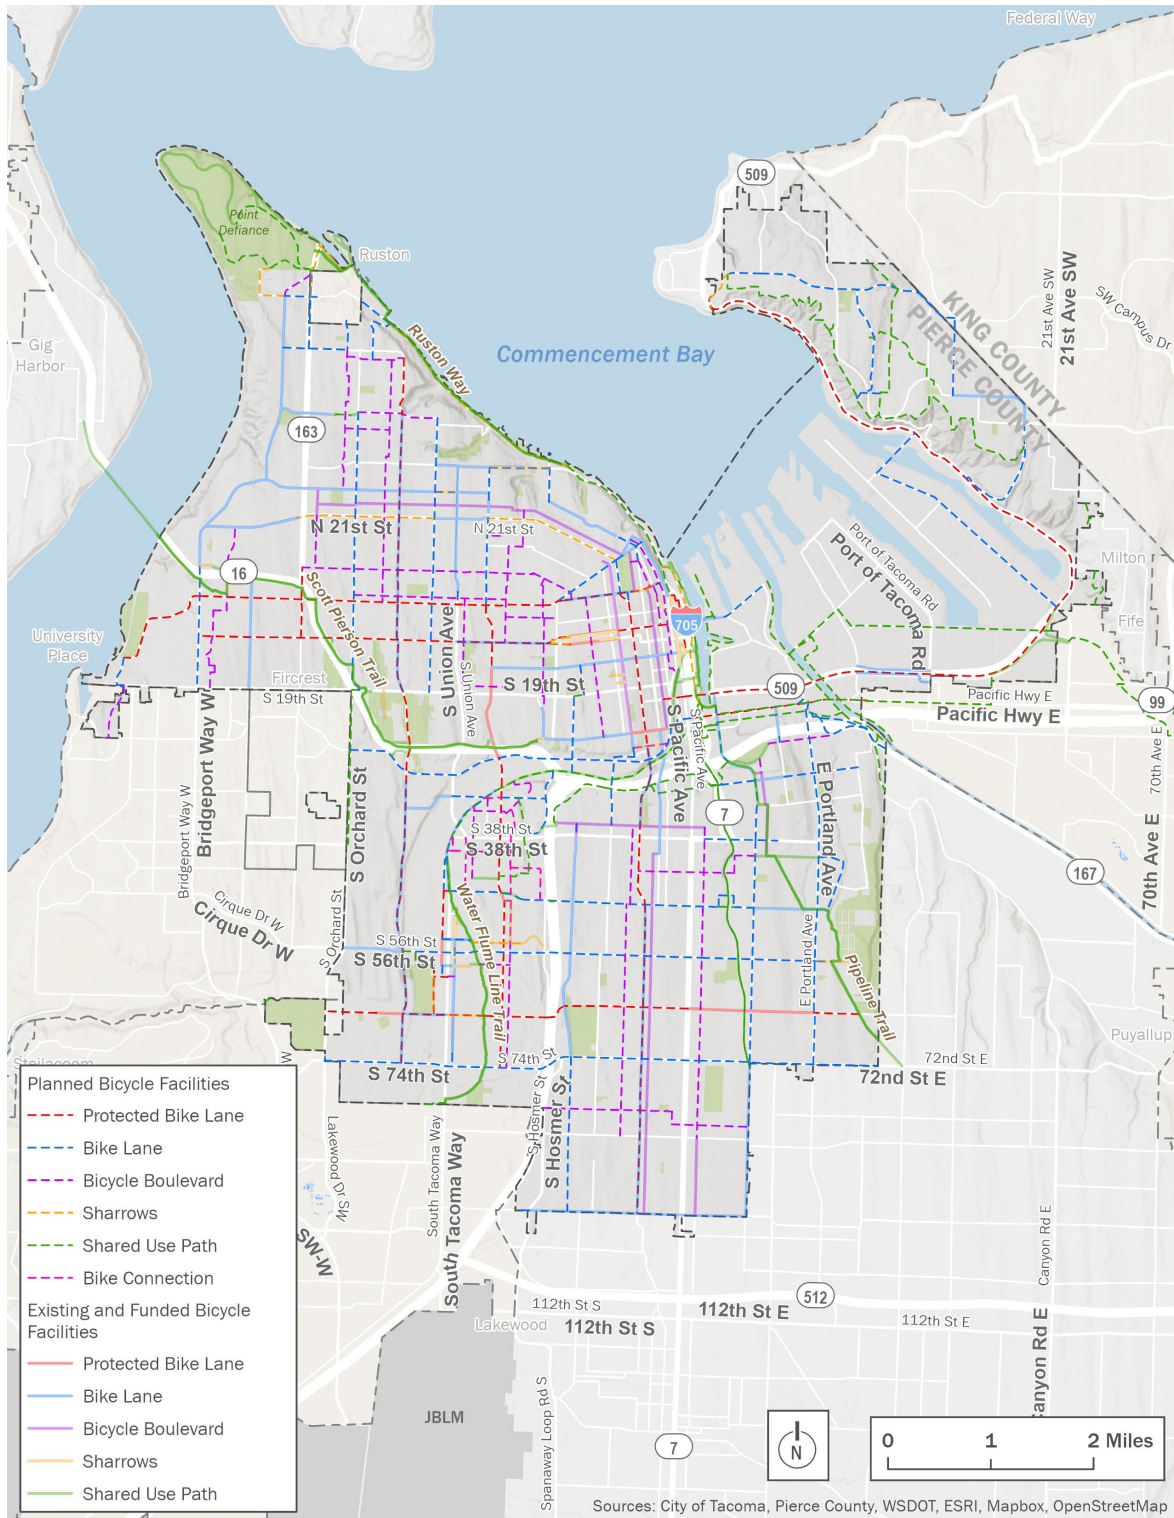 Federal Way
509
Point
Defiance
Ruston
21st Ave SW
21st Ave SW
SW Campus Dr
KING COUNTY
PIERCE COUNTY
Gig
Harbor
Ruston Way
Commencement Bay
163
N 21st St
N 21st St
Port of Tacoma Rd
Port of Tacoma Rd
Milton
16
Scott Pierson Trail
705
Fife
University
Place
S Union Ave
S Union Ave
Fircrest
S 19th St
S 19th St
509
Pacific Hwy E
Pacific Hwy E
99
Bridgeport Way W
Bridgeport Way W
S Orchard St
S Orchard St
S Pacific Ave
S Pacific Ave
E Portland Ave
E Portland Ave
70th Ave E
70th Ave E
7
S 38th St
S 38th St
167
Cirque Dr W
Cirque Dr W
Water Flume Line Trail
S 56th St
S 56th St
Pipeline Trail
Puyallup
Steilacoom
W
S 74th St
S 74th St
72nd St E
72nd St E
S Hosmer St
S Hosmer St
Lakewood Dr SW
SW-W
South Tacoma Way
South Tacoma Way
Canyon Rd E
Canyon Rd E
512
112th St S
112th St S
112th St E
112th St E
Lakewood
JBLM
Spanaway Loop Rd S
7
Planned Bicycle Facilities
Protected Bike Lane
Bike Lane
Bicycle Boulevard
Sharrows
Shared Use Path
Bike Connection
Existing and Funded Bicycle
Facilities
Protected Bike Lane
Bike Lane
Bicycle Boulevard
Sharrows
Shared Use Path
N
0 1 2 Miles
Sources: City of Tacoma, Pierce County, WSDOT, ESRI, Mapbox, OpenStreetMap